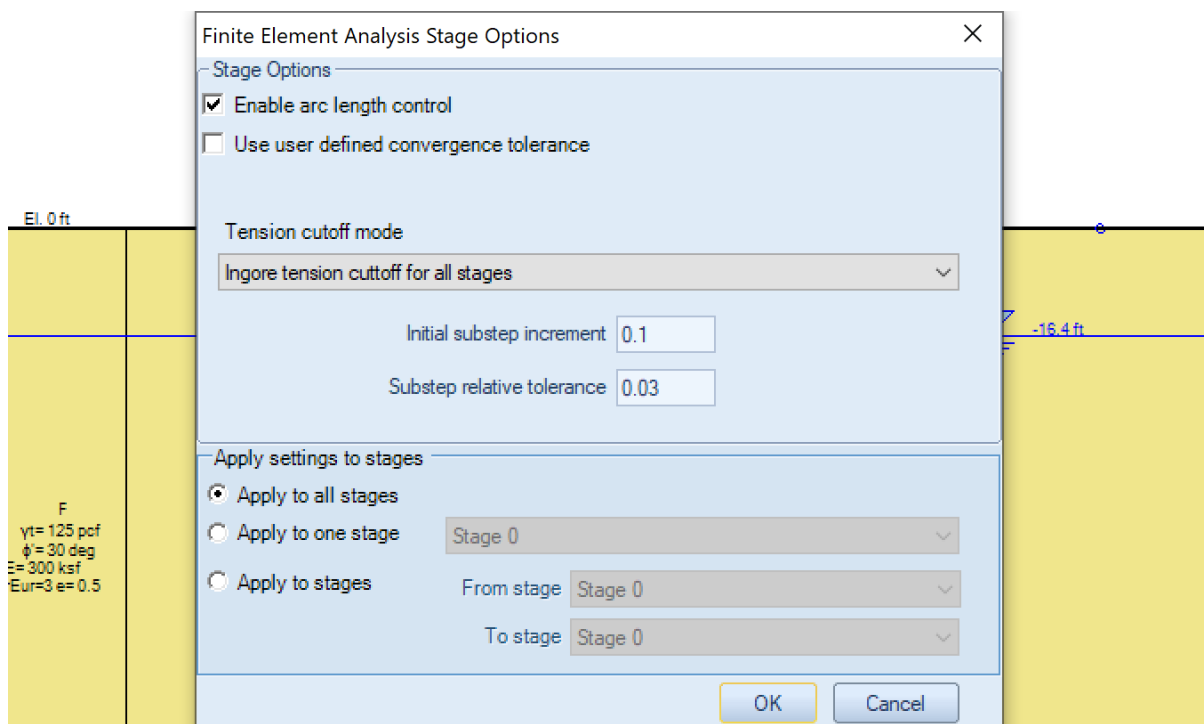 Finite Element Analysis Stage Options
Stage Options
Enable arc length control
Use user defined convergence tolerance
El. 0 ft
Tension cutoff mode
Ingore tension cuttoff for all stages
Initial substep increment 0.1
-16.4 ft
Substep relative tolerance 0.03
Apply settings to stages
Apply to all stages
Apply to one stage Stage 0
Apply to stages From stage Stage 0
To stage Stage 0
F
γt= 125 pcf
ϕ'= 30 deg
E= 300 ksf
rEur=3 e= 0.5
OK Cancel